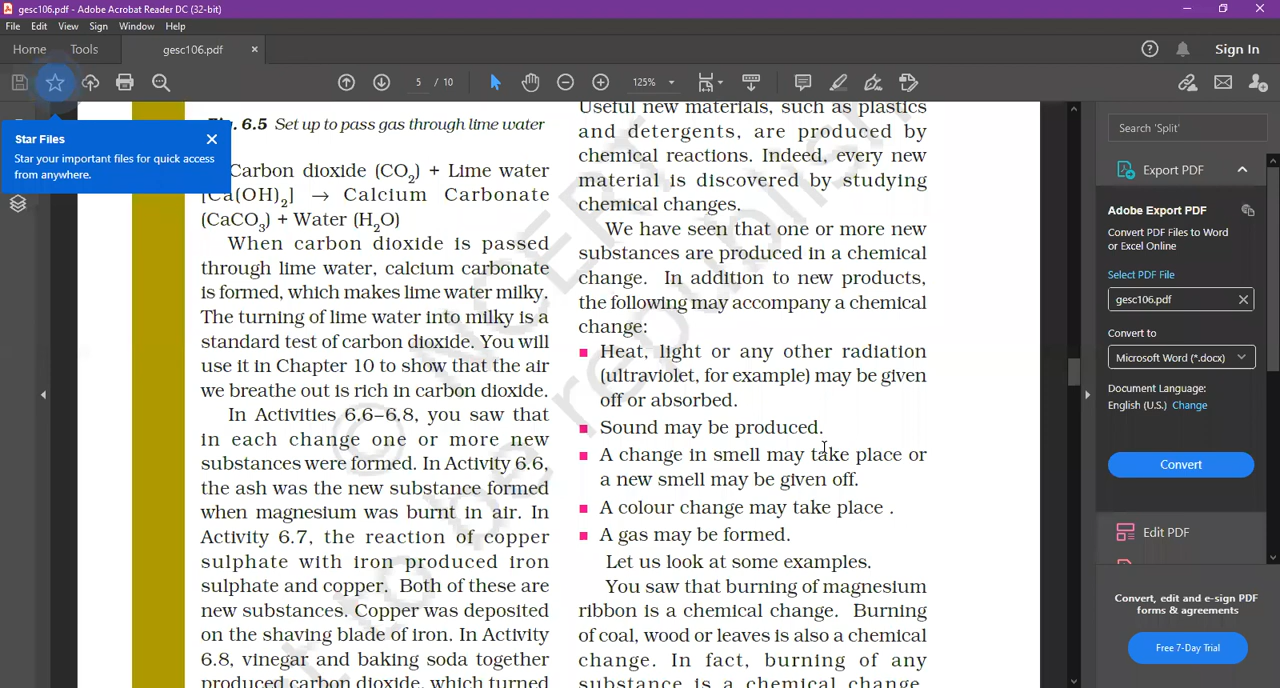 gesc106.pdf - Adobe Acrobat Reader DC (32-bit)
File Edit View Sign Window Help
Home Tools gesc106.pdf × Sign In
5 / 10 125%
Star Files
Star your important files for quick access
from anywhere.
Fig. 6.5 Set up to pass gas through lime water
Carbon dioxide (CO2) + Lime water
[Ca(OH)2] → Calcium Carbonate
(CaCO3) + Water (H2O)
When carbon dioxide is passed
through lime water, calcium carbonate
is formed, which makes lime water milky.
The turning of lime water into milky is a
standard test of carbon dioxide. You will
use it in Chapter 10 to show that the air
we breathe out is rich in carbon dioxide.
In Activities 6.6–6.8, you saw that
in each change one or more new
substances were formed. In Activity 6.6,
the ash was the new substance formed
when magnesium was burnt in air. In
Activity 6.7, the reaction of copper
sulphate with iron produced iron
sulphate and copper. Both of these are
new substances. Copper was deposited
on the shaving blade of iron. In Activity
6.8, vinegar and baking soda together
produced carbon dioxide, which turned
Useful new materials, such as plastics
and detergents, are produced by
chemical reactions. Indeed, every new
material is discovered by studying
chemical changes.
We have seen that one or more new
substances are produced in a chemical
change. In addition to new products,
the following may accompany a chemical
change:
Heat, light or any other radiation
(ultraviolet, for example) may be given
off or absorbed.
Sound may be produced.
A change in smell may take place or
a new smell may be given off.
A colour change may take place .
A gas may be formed.
Let us look at some examples.
You saw that burning of magnesium
ribbon is a chemical change. Burning
of coal, wood or leaves is also a chemical
change. In fact, burning of any
substance is a chemical change.
© NCERT
not to be republish
Search 'Split'
Export PDF
Adobe Export PDF
Convert PDF Files to Word
or Excel Online
Select PDF File
gesc106.pdf
Convert to
Microsoft Word (*.docx)
Document Language:
English (U.S.) Change
Convert
Edit PDF
Convert, edit and e-sign PDF
forms & agreements
Free 7-Day Trial